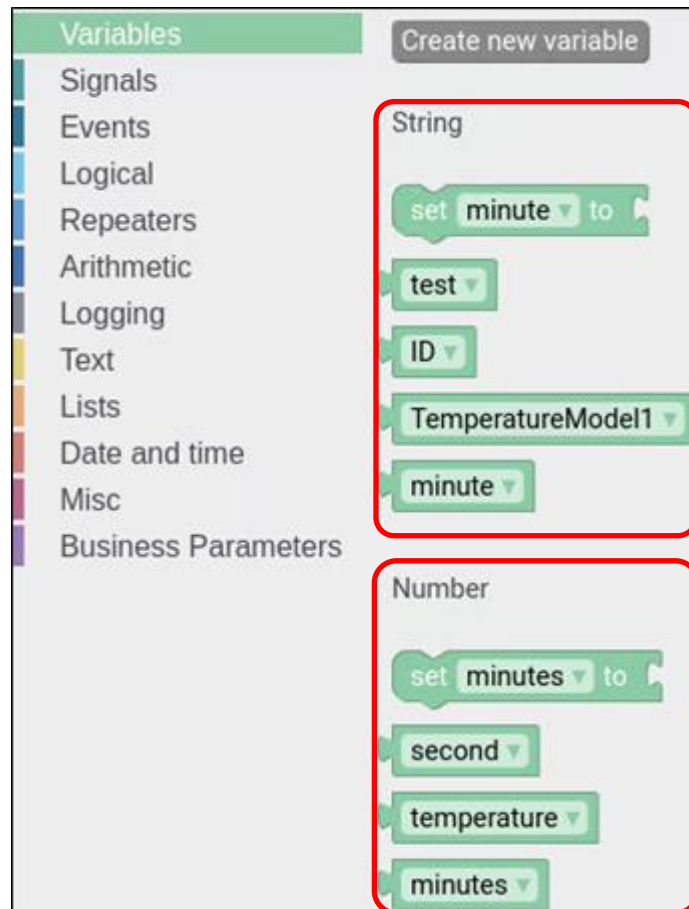 Variables
Signals
Events
Logical
Repeaters
Arithmetic
Logging
Text
Lists
Date and time
Misc
Business Parameters
Create new variable
String
set minute to
test
ID
TemperatureModel1
minute
Number
set minutes to
second
temperature
minutes